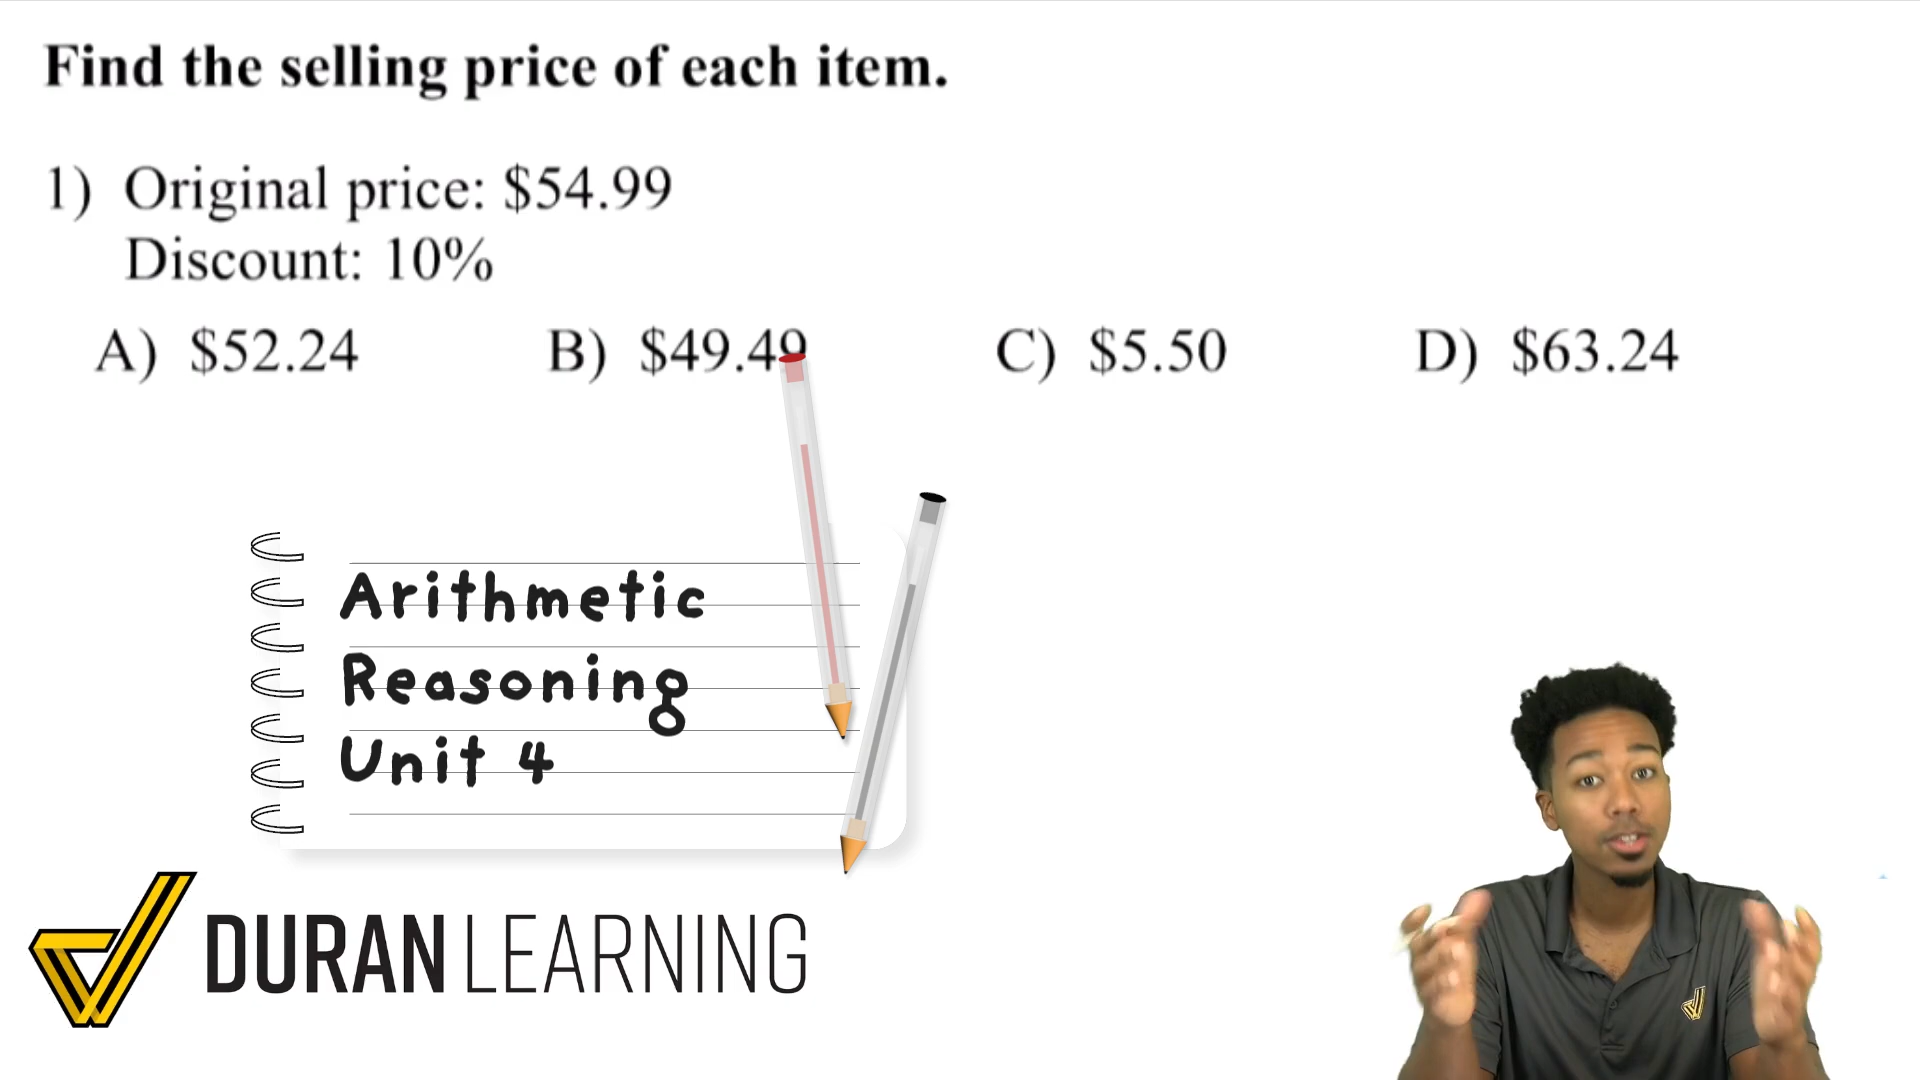 Find the selling price of each item.
1) Original price: $54.99
Discount: 10%
A) $52.24 B) $49.49 C) $5.50 D) $63.24
Arithmetic
Reasoning
Unit 4
DURAN LEARNING